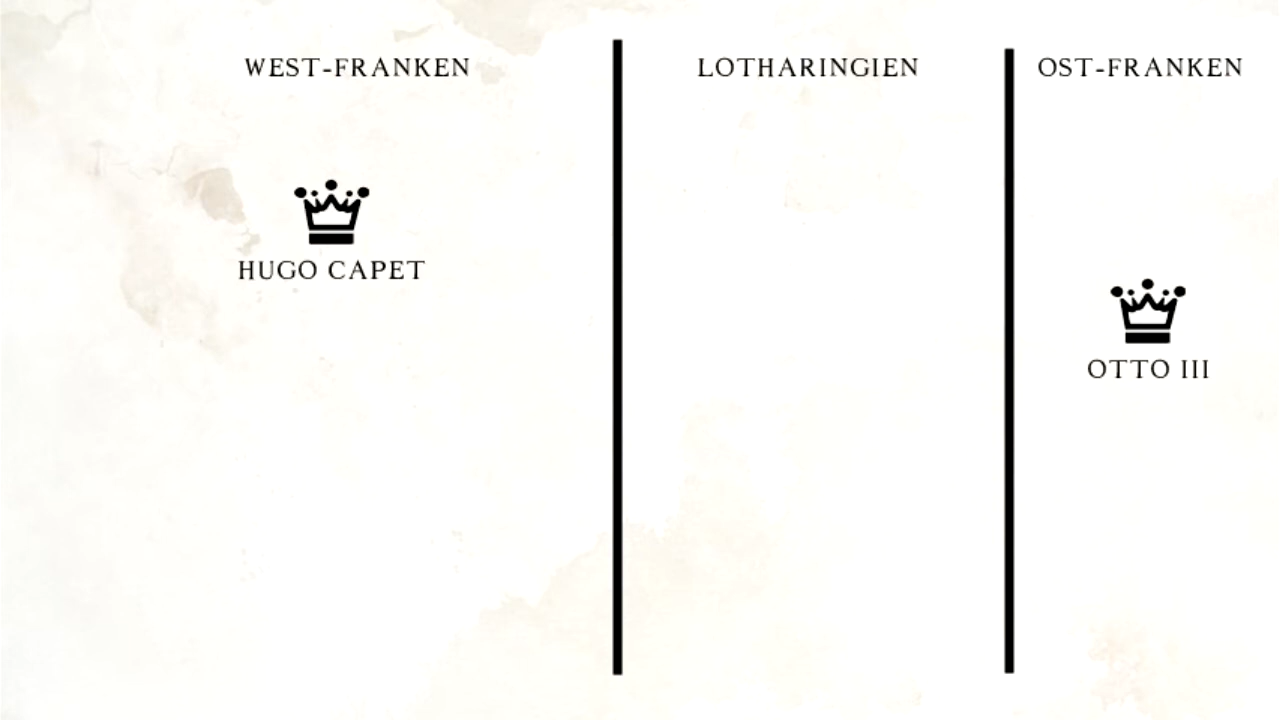 WEST-FRANKEN
LOTHARINGIEN
OST-FRANKEN
HUGO CAPET
OTTO III